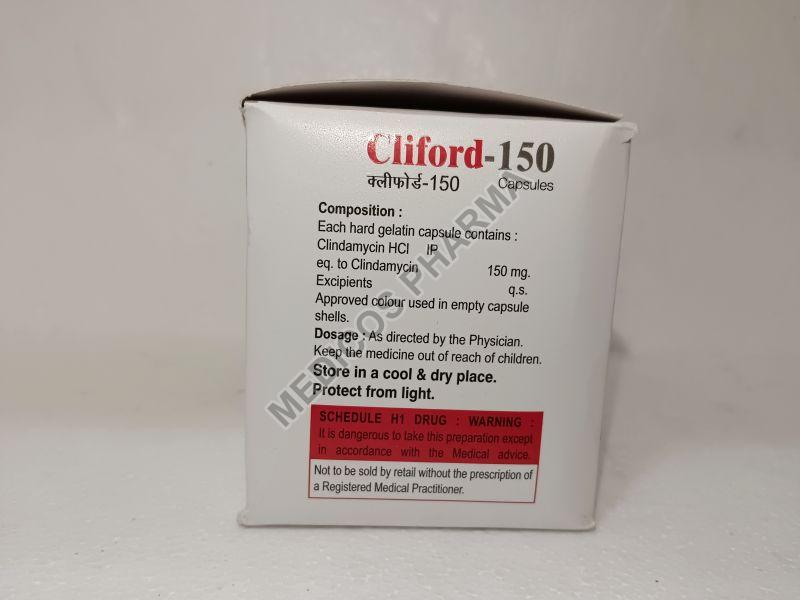 Cliford-150
क्लीफोर्ड-150 Capsules
Composition :
Each hard gelatin capsule contains :
Clindamycin HCl IP
eq. to Clindamycin 150 mg.
Excipients q.s.
Approved colour used in empty capsule
shells.
Dosage : As directed by the Physician.
Keep the medicine out of reach of children.
Store in a cool & dry place.
Protect from light.
SCHEDULE H1 DRUG : WARNING :
It is dangerous to take this preparation except
in accordance with the Medical advice.
Not to be sold by retail without the prescription of
a Registered Medical Practitioner.
MEDICOS PHARMA